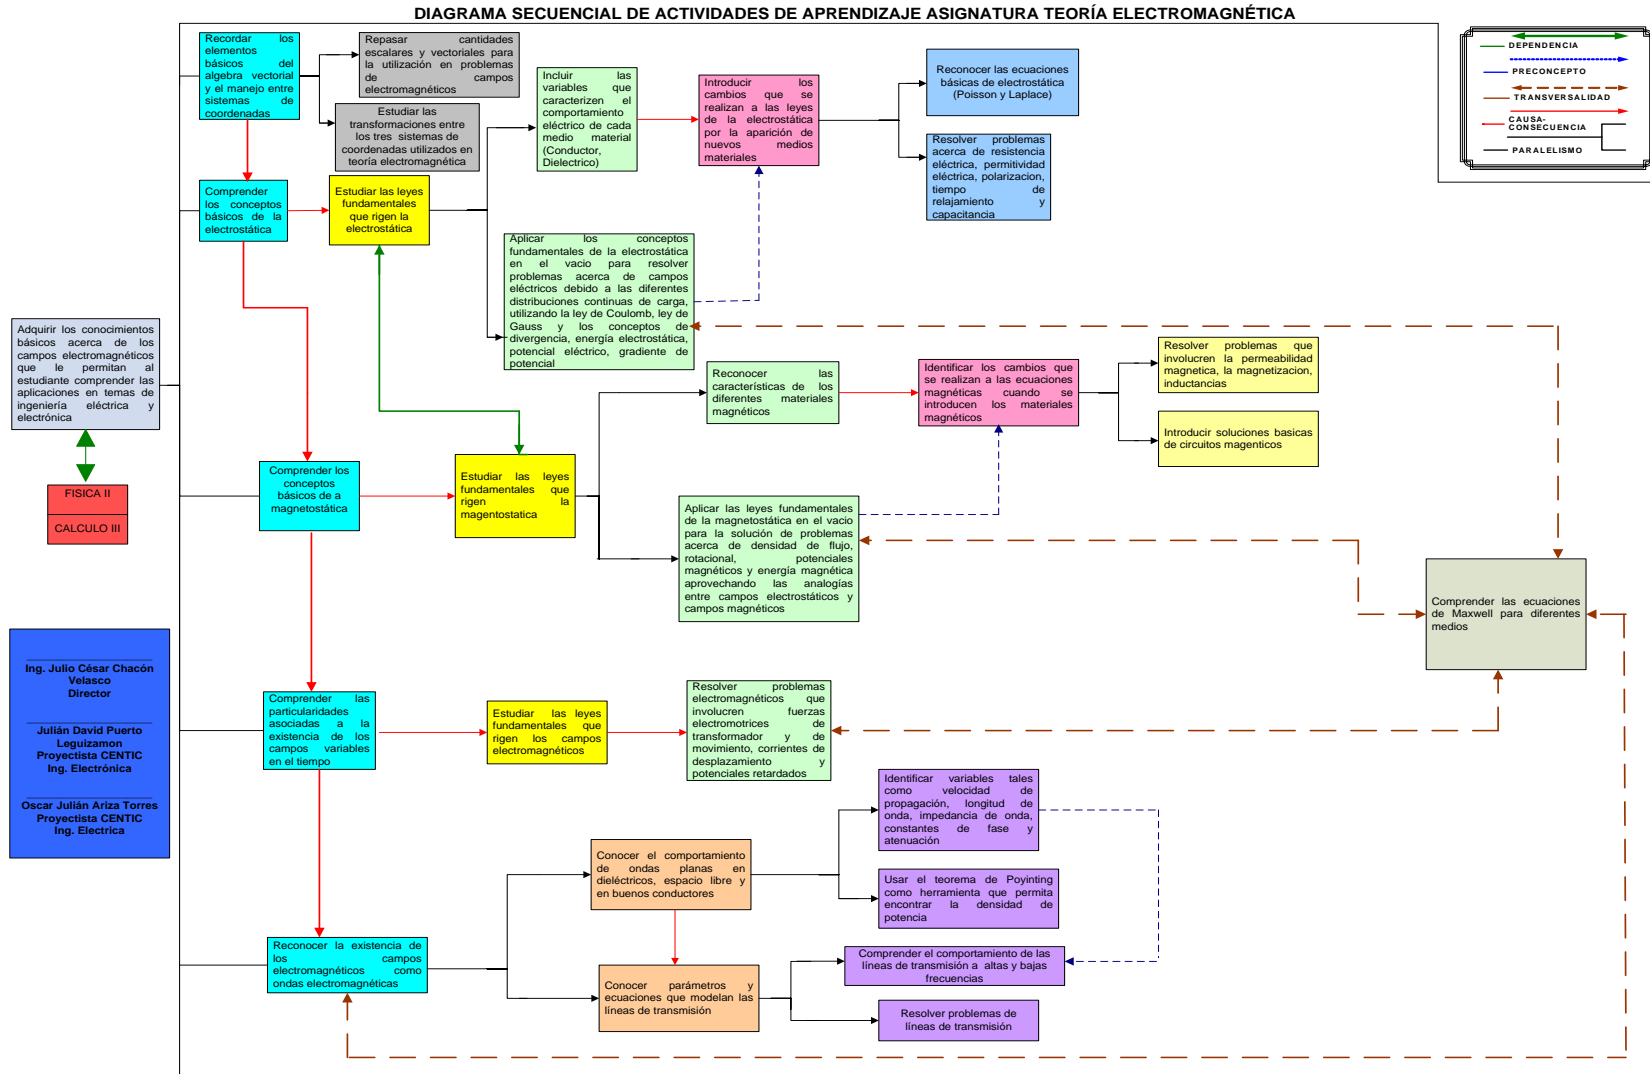 DIAGRAMA SECUENCIAL DE ACTIVIDADES DE APRENDIZAJE ASIGNATURA TEORÍA ELECTROMAGNÉTICA
DEPENDENCIA
PRECONCEPTO
TRANSVERSALIDAD
CAUSA-
CONSECUENCIA
PARALELISMO
Recordar los
elementos
básicos del
algebra vectorial
y el manejo entre
sistemas de
coordenadas
Repasar cantidades
escalares y vectoriales para
la utilización en problemas
de campos
electromagnéticos
Estudiar las
transformaciones entre
los tres sistemas de
coordenadas utilizados en
teoría electromagnética
Incluir las
variables que
caracterizen el
comportamiento
eléctrico de cada
medio material
(Conductor,
Dielectrico)
Introducir los
cambios que se
realizan a las leyes
de la electrostática
por la aparición de
nuevos medios
materiales
Reconocer las ecuaciones
básicas de electrostática
(Poisson y Laplace)
Resolver problemas
acerca de resistencia
eléctrica, permitividad
eléctrica, polarizacion,
tiempo de
relajamiento y
capacitancia
Comprender
los conceptos
básicos de la
electrostática
Estudiar las leyes
fundamentales
que rigen la
electrostática
Aplicar los conceptos
fundamentales de la electrostática
en el vacio para resolver
problemas acerca de campos
eléctricos debido a las diferentes
distribuciones continuas de carga,
utilizando la ley de Coulomb, ley de
Gauss y los conceptos de
divergencia, energía electrostática,
potencial eléctrico, gradiente de
potencial
Adquirir los conocimientos
básicos acerca de los
campos electromagnéticos
que le permitan al
estudiante comprender las
aplicaciones en temas de
ingeniería eléctrica y
electrónica
FISICA II
CALCULO III
Reconocer las
características de los
diferentes materiales
magnéticos
Identificar los cambios que
se realizan a las ecuaciones
magnéticas cuando se
introducen los materiales
magnéticos
Resolver problemas que
involucren la permeabilidad
magnetica, la magnetizacion,
inductancias
Introducir soluciones basicas
de circuitos magenticos
Comprender los
conceptos
básicos de a
magnetostática
Estudiar las leyes
fundamentales que
rigen la
magentostatica
Aplicar las leyes fundamentales
de la magnetostática en el vacio
para la solución de problemas
acerca de densidad de flujo,
rotacional, potenciales
magnéticos y energía magnética
aprovechando las analogías
entre campos electrostáticos y
campos magnéticos
Comprender las ecuaciones
de Maxwell para diferentes
medios
Ing. Julio César Chacón
Velasco
Director
Julián David Puerto
Leguizamon
Proyectista CENTIC
Ing. Electrónica
Oscar Julián Ariza Torres
Proyectista CENTIC
Ing. Electrica
Comprender las
particularidades
asociadas a la
existencia de los
campos variables
en el tiempo
Estudiar las leyes
fundamentales que
rigen los campos
electromagnéticos
Resolver problemas
electromagnéticos que
involucren fuerzas
electromotrices de
transformador y de
movimiento, corrientes de
desplazamiento y
potenciales retardados
Identificar variables tales
como velocidad de
propagación, longitud de
onda, impedancia de onda,
constantes de fase y
atenuación
Conocer el comportamiento
de ondas planas en
dieléctricos, espacio libre y
en buenos conductores
Usar el teorema de Poyinting
como herramienta que permita
encontrar la densidad de
potencia
Reconocer la existencia de
los campos
electromagnéticos como
ondas electromagnéticas
Conocer parámetros y
ecuaciones que modelan las
líneas de transmisión
Comprender el comportamiento de las
líneas de transmisión a altas y bajas
frecuencias
Resolver problemas de
líneas de transmisión